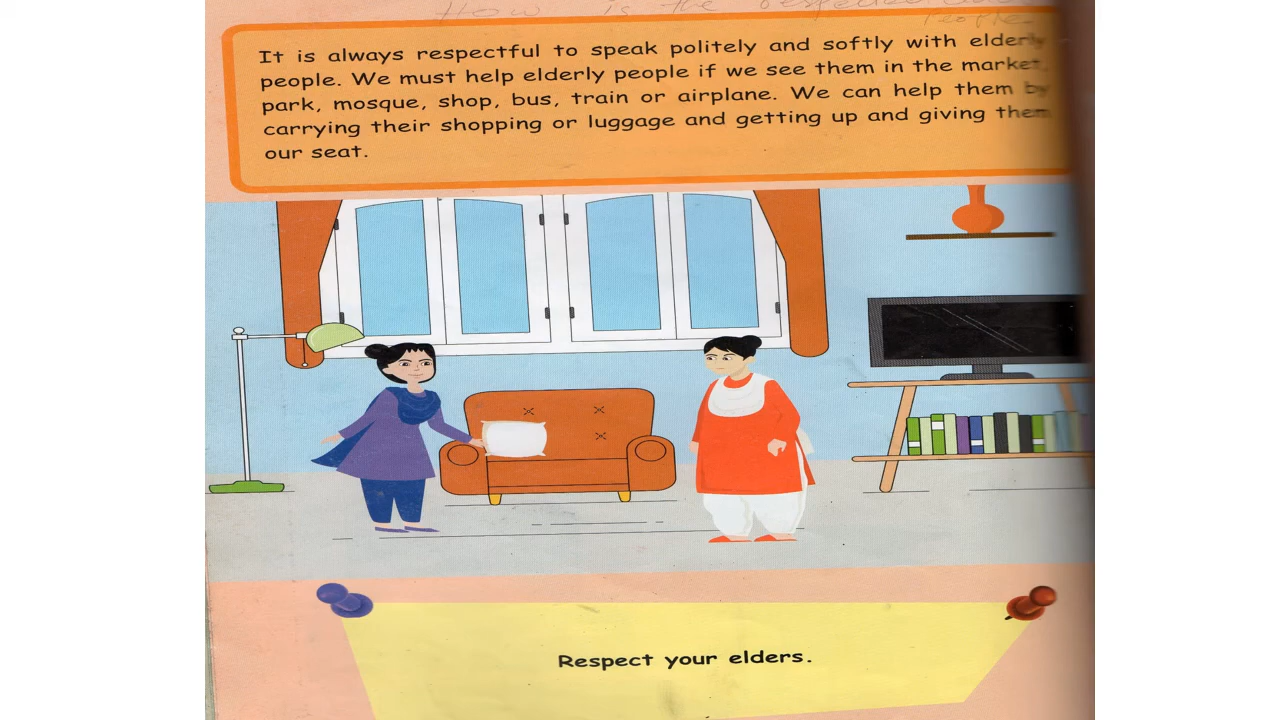 How is the
people
It is always respectful to speak politely and softly with elderly
people. We must help elderly people if we see them in the market,
park, mosque, shop, bus, train or airplane. We can help them by
carrying their shopping or luggage and getting up and giving them
our seat.
Respect your elders.